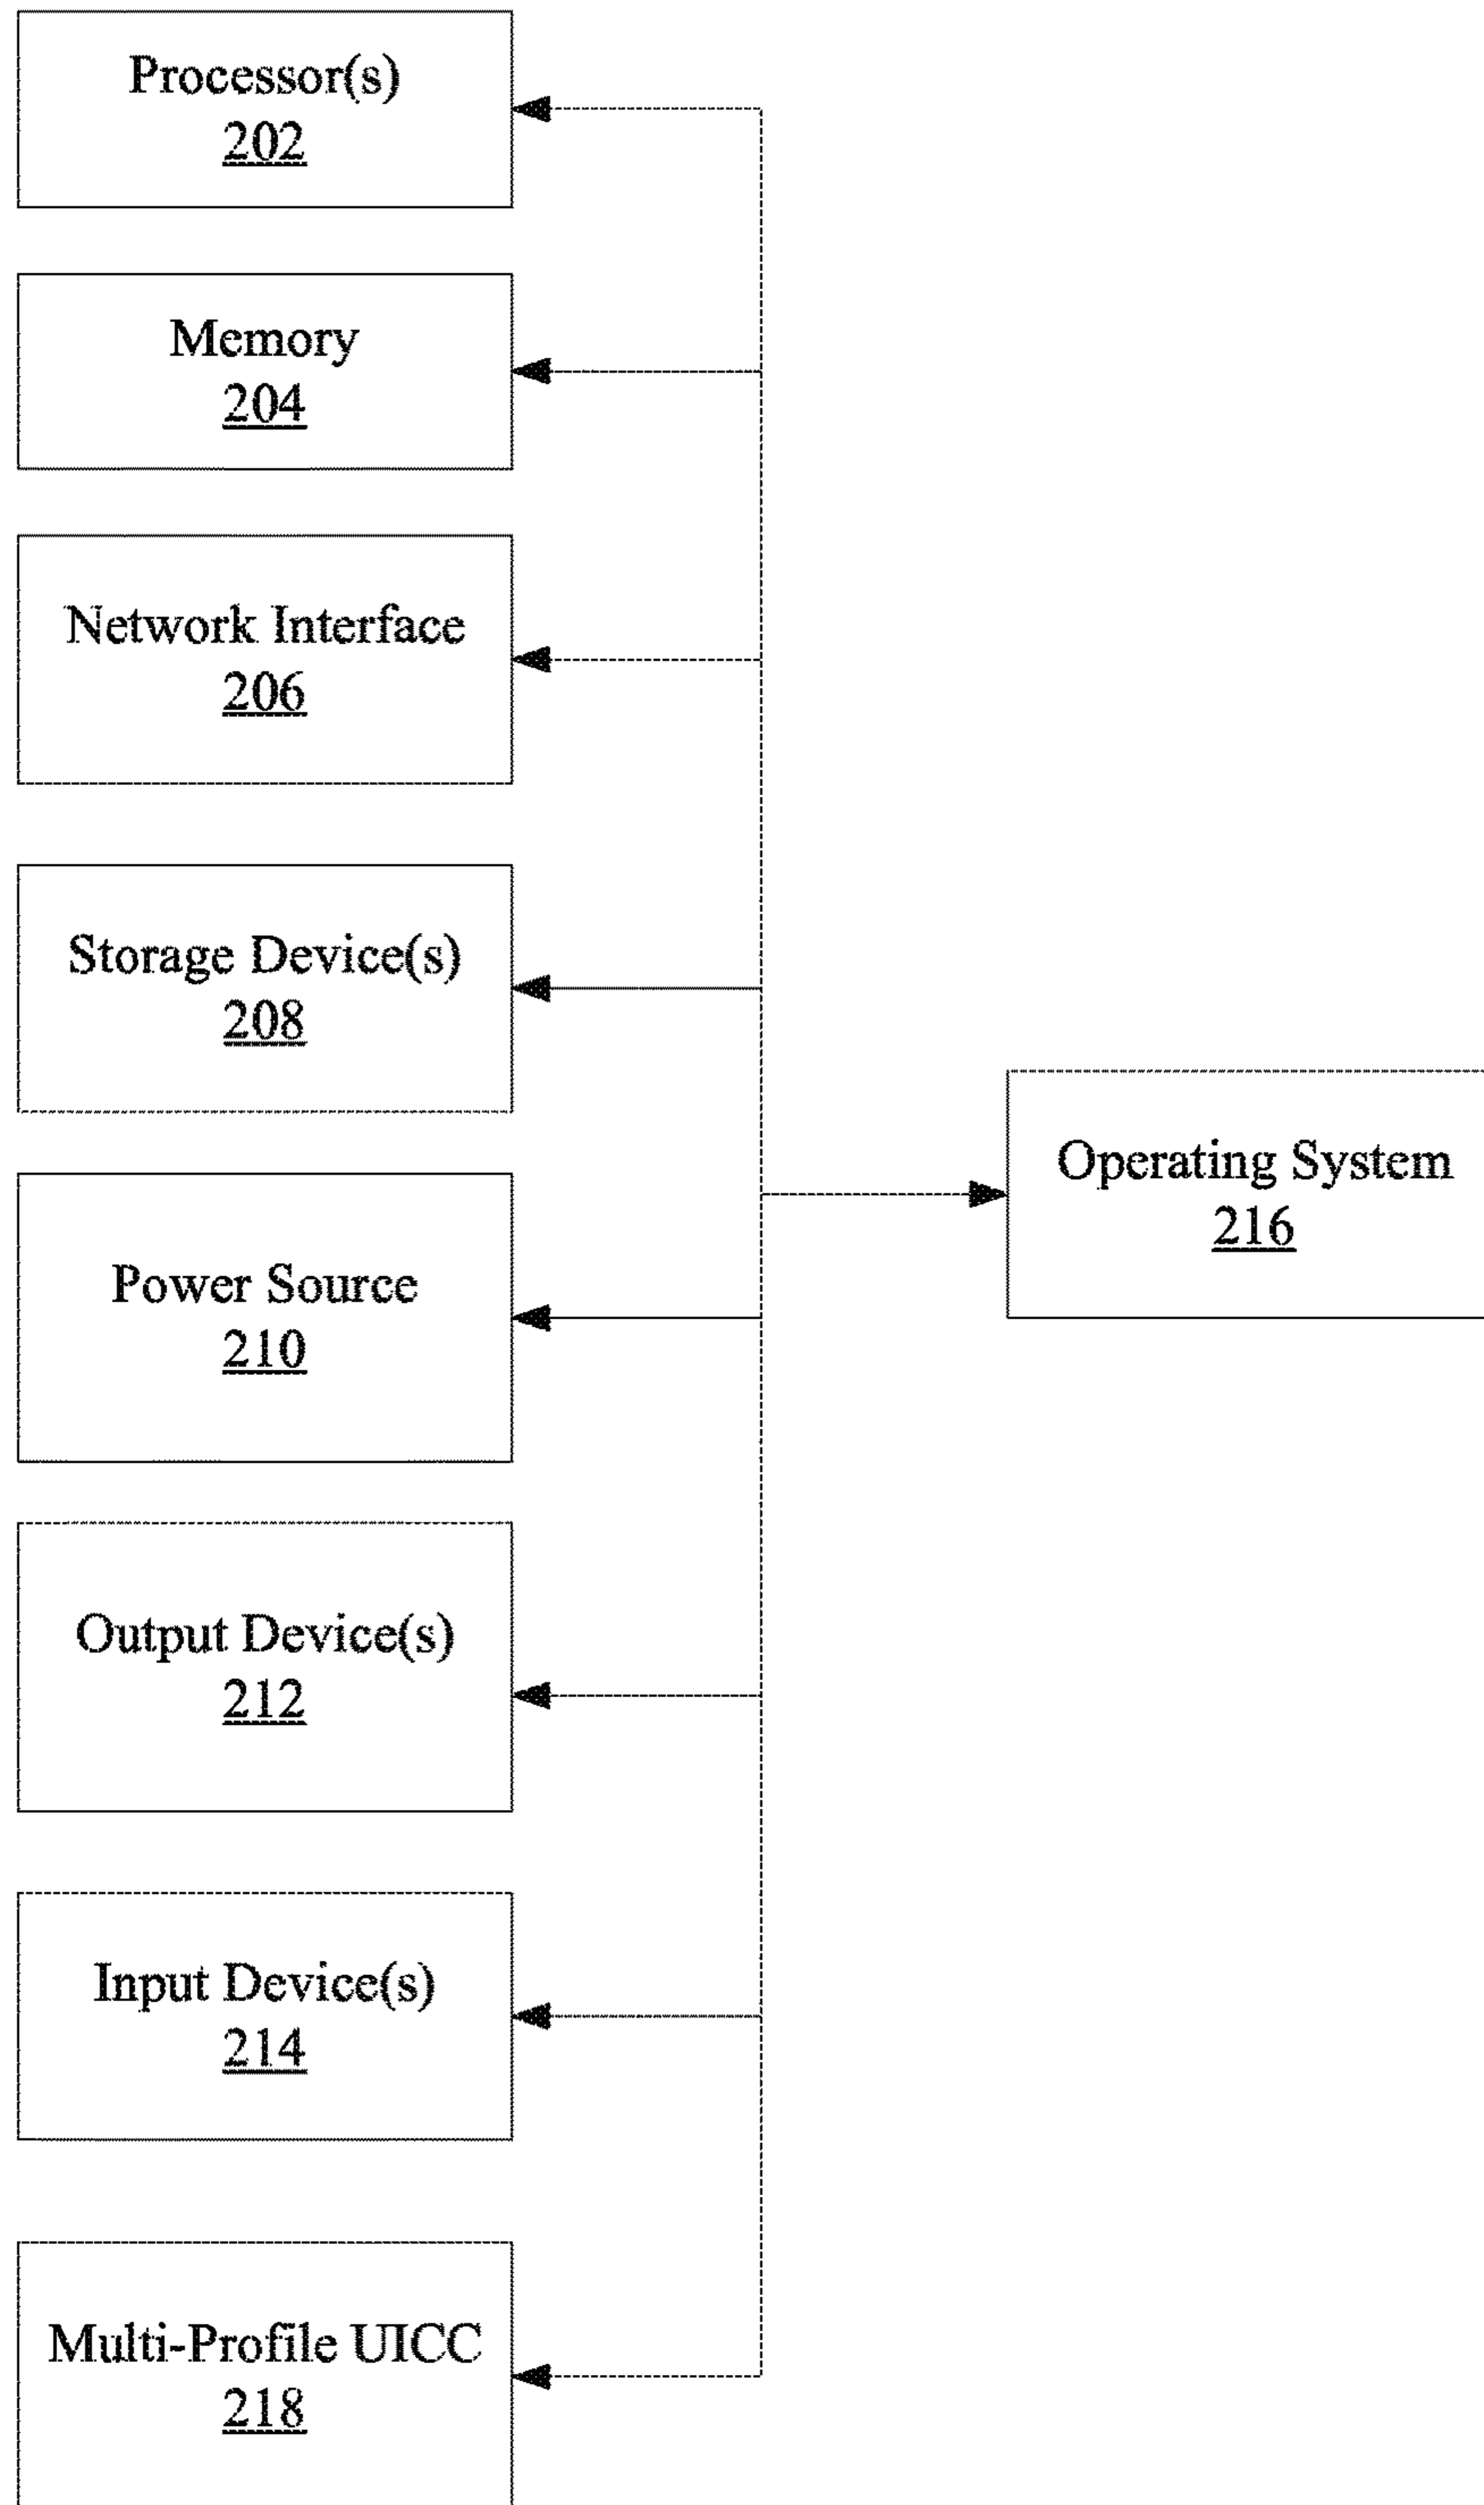 Processor(s)
202
Memory
204
Network Interface
206
Storage Device(s)
208
Operating System
216
Power Source
210
Output Device(s)
212
Input Device(s)
214
Multi-Profile UICC
218